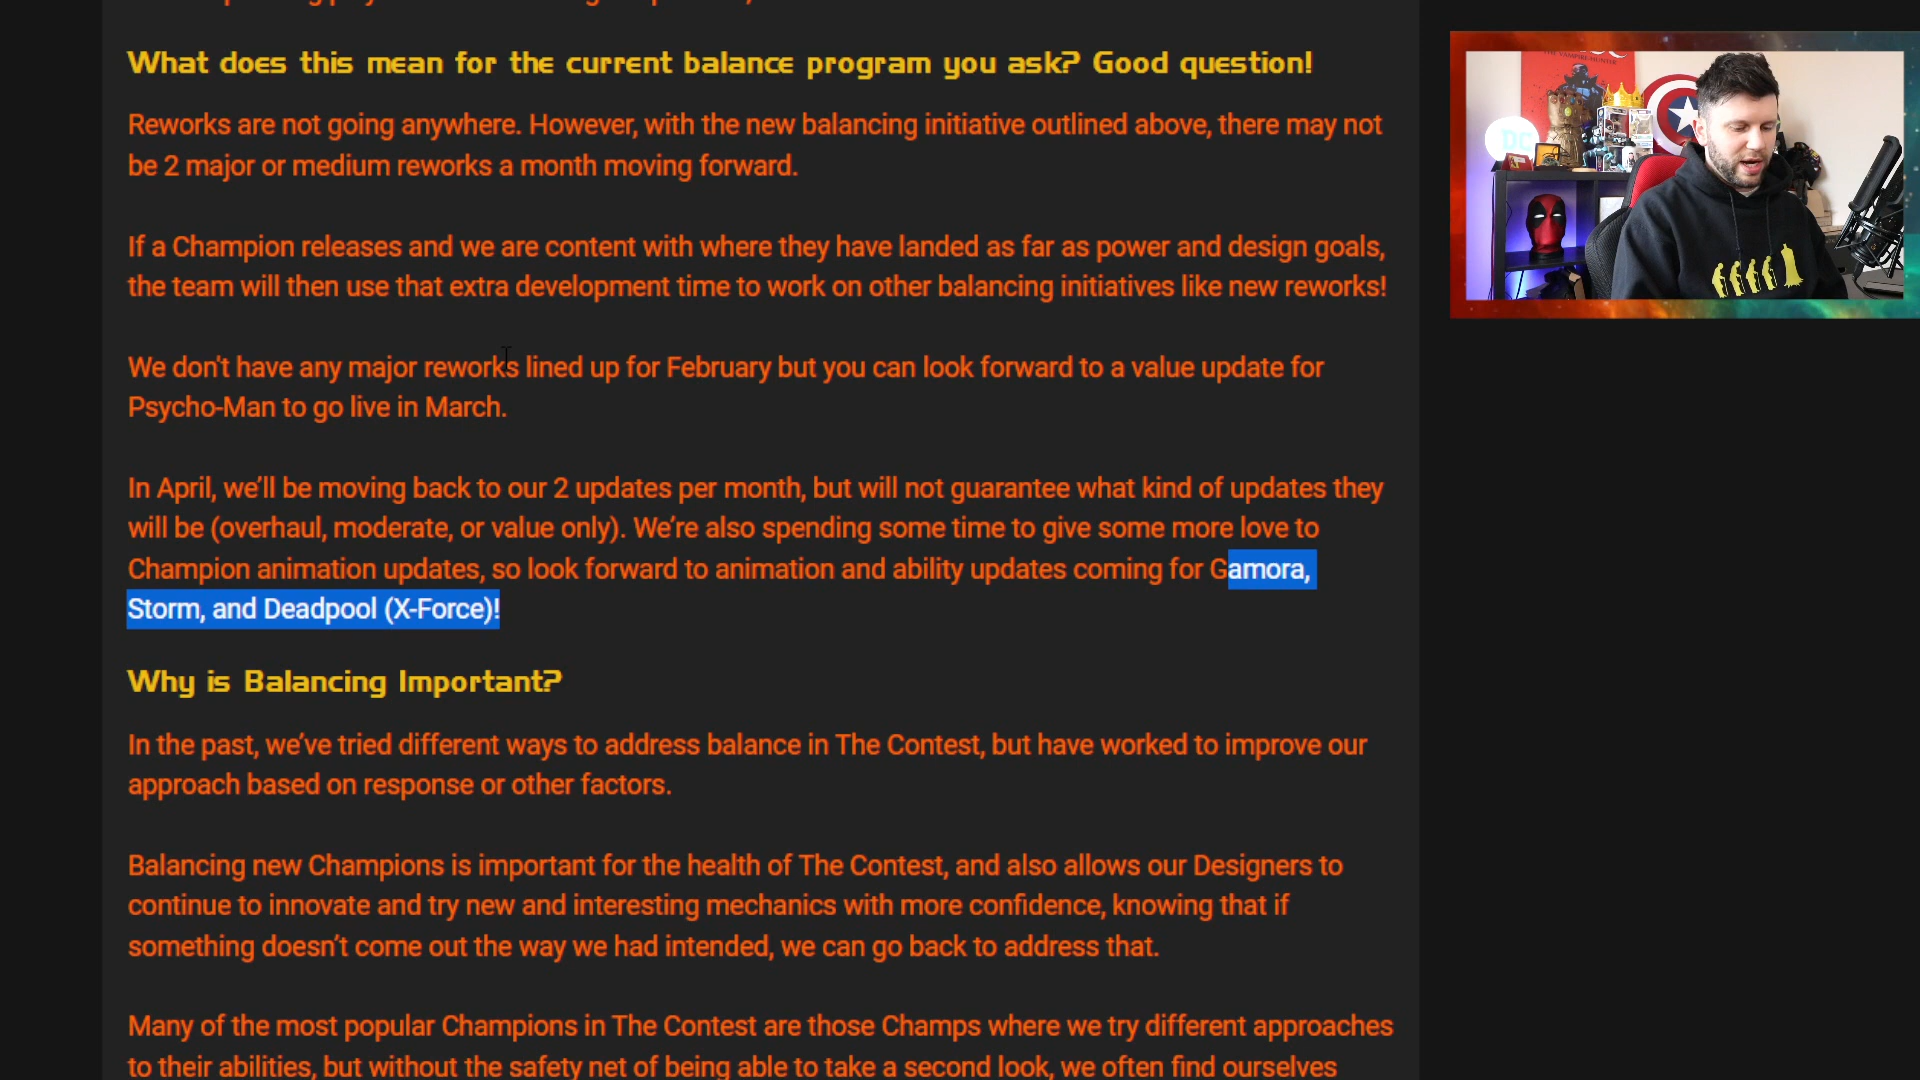 What does this mean for the current balance program you ask? Good question!
Reworks are not going anywhere. However, with the new balancing initiative outlined above, there may not
be 2 major or medium reworks a month moving forward.
If a Champion releases and we are content with where they have landed as far as power and design goals,
the team will then use that extra development time to work on other balancing initiatives like new reworks!
We don't have any major reworks lined up for February but you can look forward to a value update for
Psycho-Man to go live in March.
In April, we’ll be moving back to our 2 updates per month, but will not guarantee what kind of updates they
will be (overhaul, moderate, or value only). We’re also spending some time to give some more love to
Champion animation updates, so look forward to animation and ability updates coming for Gamora,
Storm, and Deadpool (X-Force)!
Why is Balancing Important?
In the past, we’ve tried different ways to address balance in The Contest, but have worked to improve our
approach based on response or other factors.
Balancing new Champions is important for the health of The Contest, and also allows our Designers to
continue to innovate and try new and interesting mechanics with more confidence, knowing that if
something doesn’t come out the way we had intended, we can go back to address that.
Many of the most popular Champions in The Contest are those Champs where we try different approaches
to their abilities, but without the safety net of being able to take a second look, we often find ourselves
DC